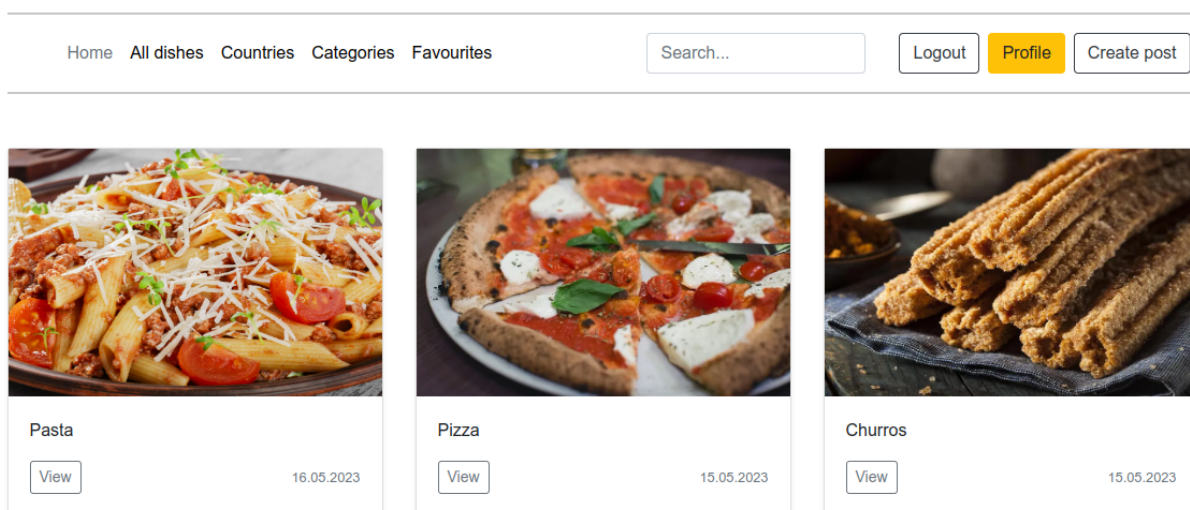 Home All dishes Countries Categories Favourites Search... Logout Profile Create post
Pasta
View 16.05.2023
Pizza
View 15.05.2023
Churros
View 15.05.2023